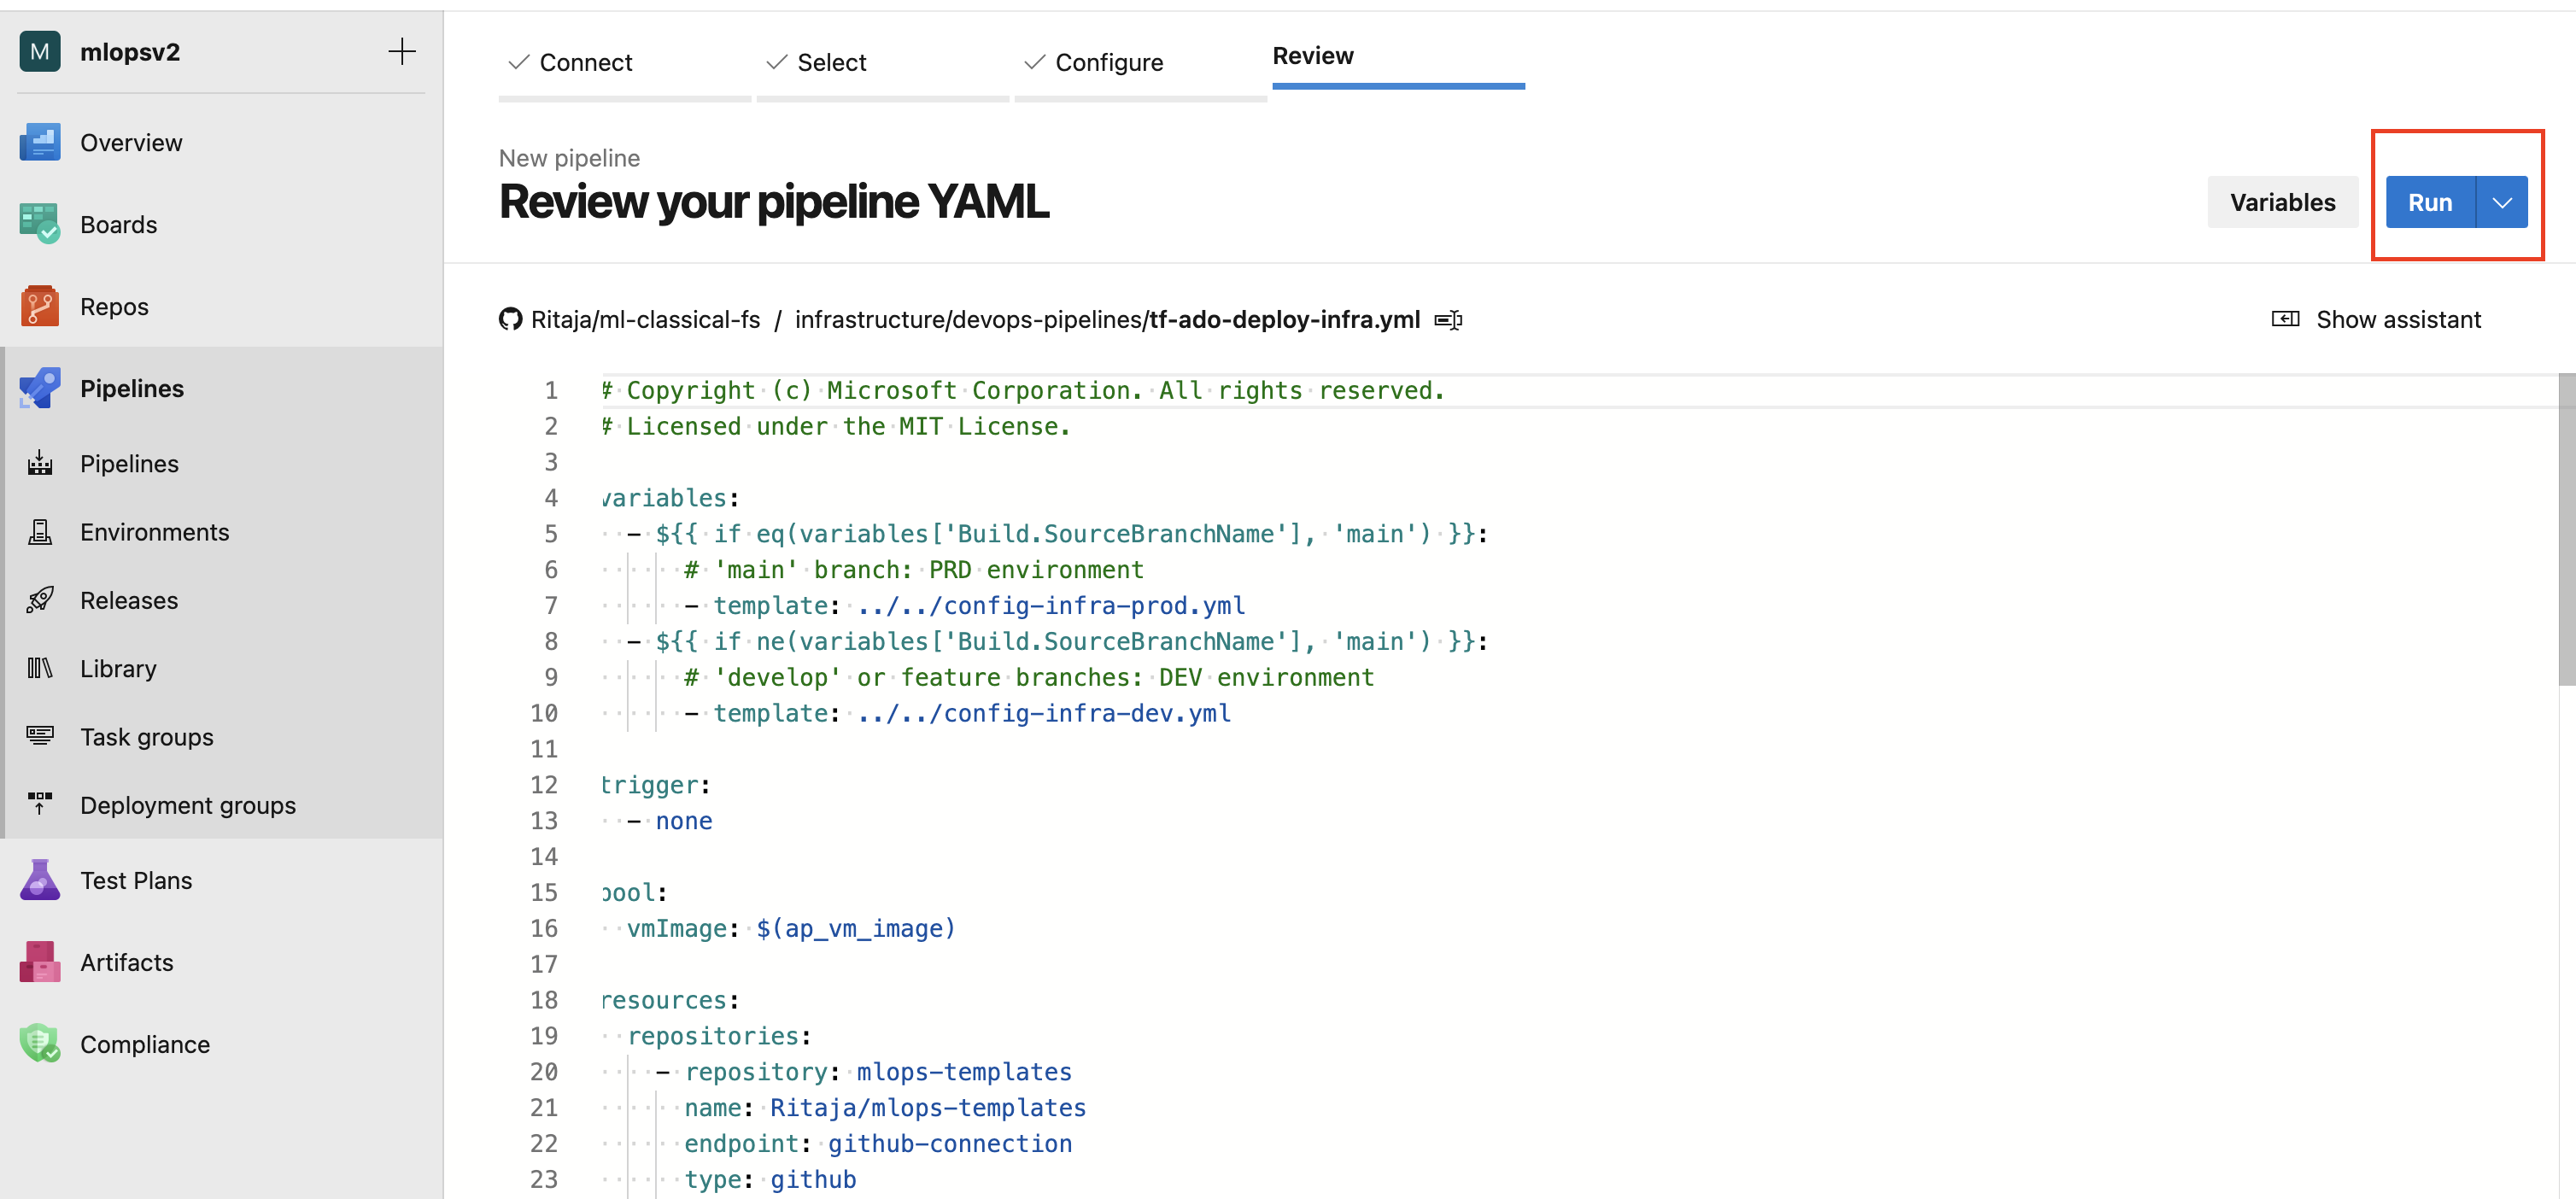 M mlopsv2
Overview
Boards
Repos
Pipelines
Pipelines
Environments
Releases
Library
Task groups
Deployment groups
Test Plans
Artifacts
Compliance
Connect Select Configure Review
New pipeline
Review your pipeline YAML
Variables Run
Ritaja/ml-classical-fs / infrastructure/devops-pipelines/tf-ado-deploy-infra.yml Show assistant
1 # Copyright (c) Microsoft Corporation. All rights reserved.
2 # Licensed under the MIT License.
3
4 variables:
5   - ${{ if eq(variables['Build.SourceBranchName'], 'main') }}:
6       # 'main' branch: PRD environment
7       - template: ../../config-infra-prod.yml
8   - ${{ if ne(variables['Build.SourceBranchName'], 'main') }}:
9       # 'develop' or feature branches: DEV environment
10       - template: ../../config-infra-dev.yml
11
12 trigger:
13   - none
14
15 pool:
16   vmImage: $(ap_vm_image)
17
18 resources:
19   repositories:
20     - repository: mlops-templates
21       name: Ritaja/mlops-templates
22       endpoint: github-connection
23       type: github